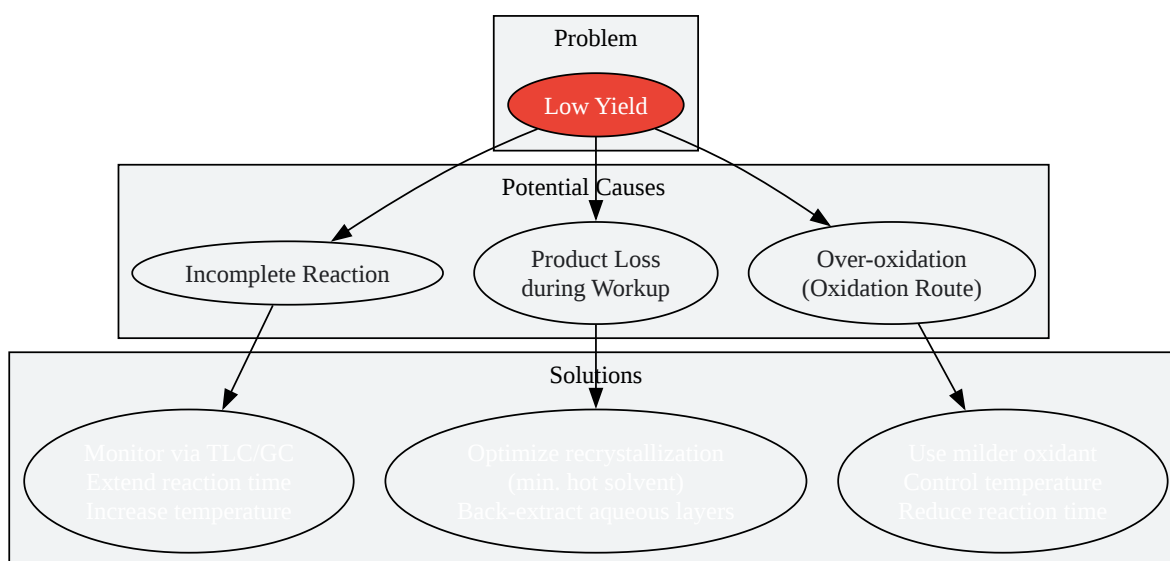 Problem
Low Yield
Potential Causes
Incomplete Reaction
Product Loss
during Workup
Over-oxidation
(Oxidation Route)
Solutions
Monitor via TLC/GC
Extend reaction time
Increase temperature
Optimize recrystallization
(min. hot solvent)
Back-extract aqueous layers
Use milder oxidant
Control temperature
Reduce reaction time